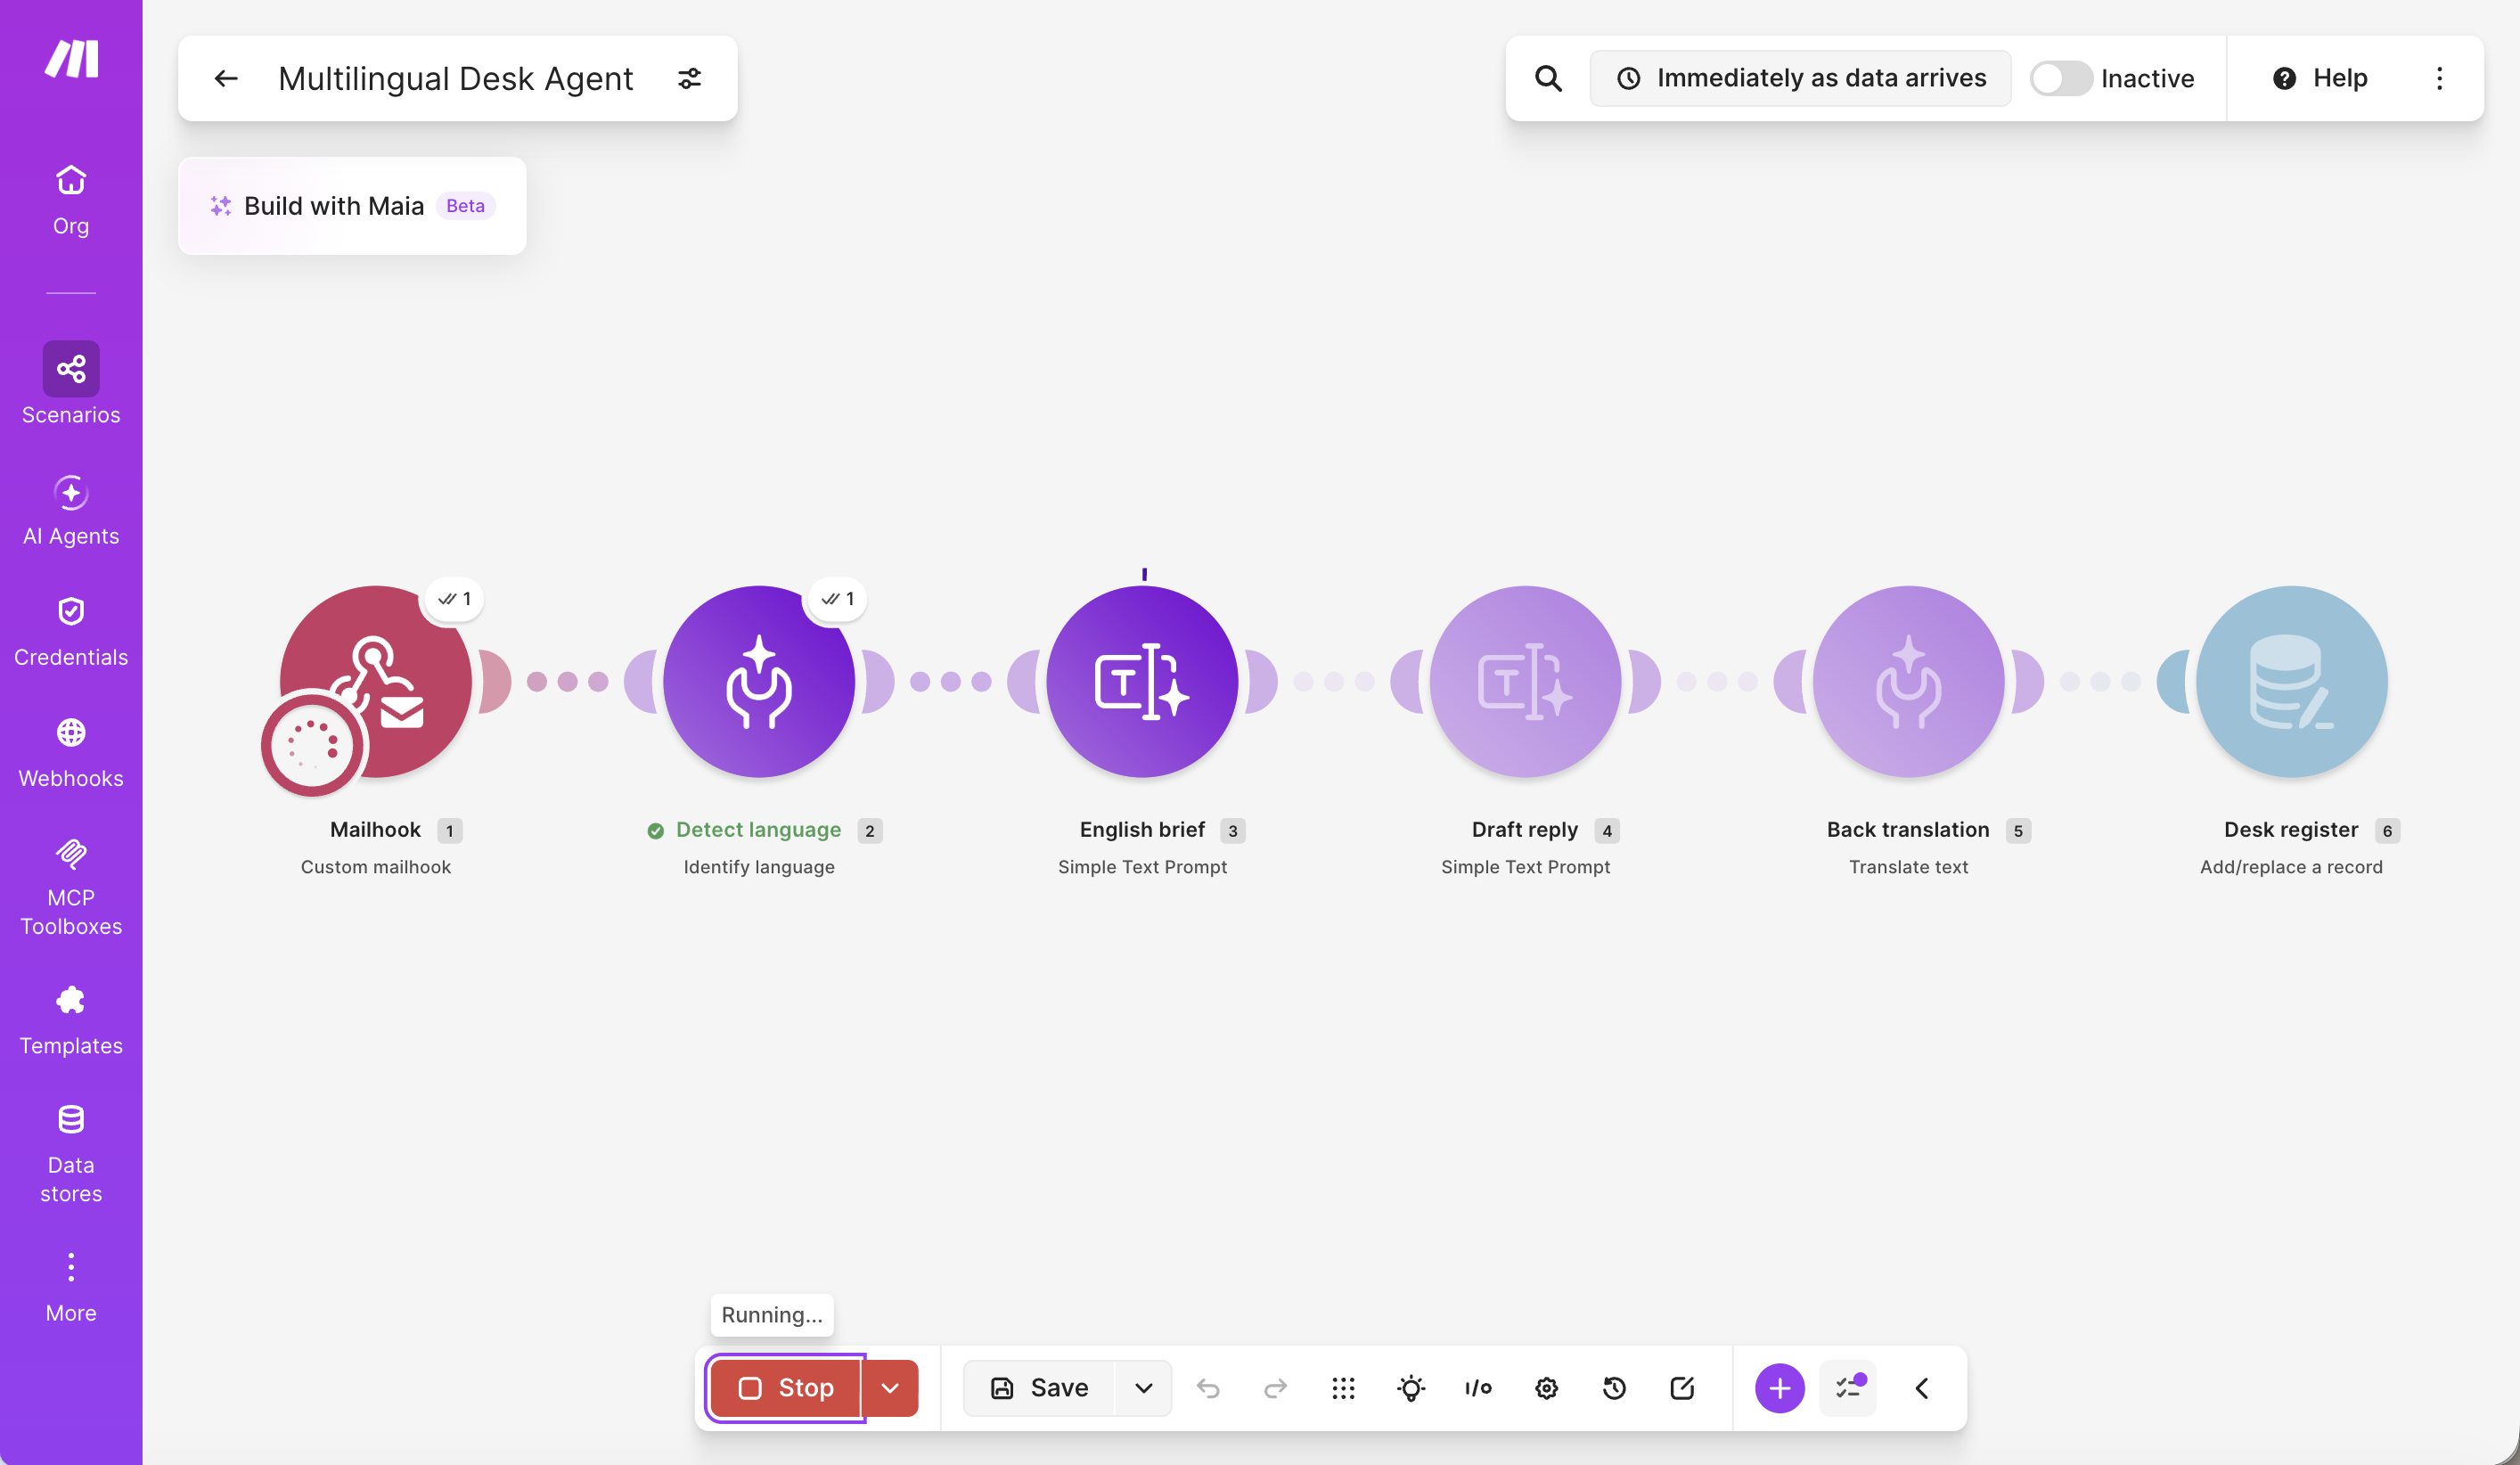 Multilingual Desk Agent
Immediately as data arrives
Inactive
Help
Build with Maia
Beta
Org
Scenarios
AI Agents
Credentials
Webhooks
MCP
Toolboxes
Templates
Data
stores
More
1
1
Mailhook 1
Custom mailhook
Detect language 2
Identify language
English brief 3
Simple Text Prompt
Draft reply 4
Simple Text Prompt
Back translation 5
Translate text
Desk register 6
Add/replace a record
Running...
Stop
Save